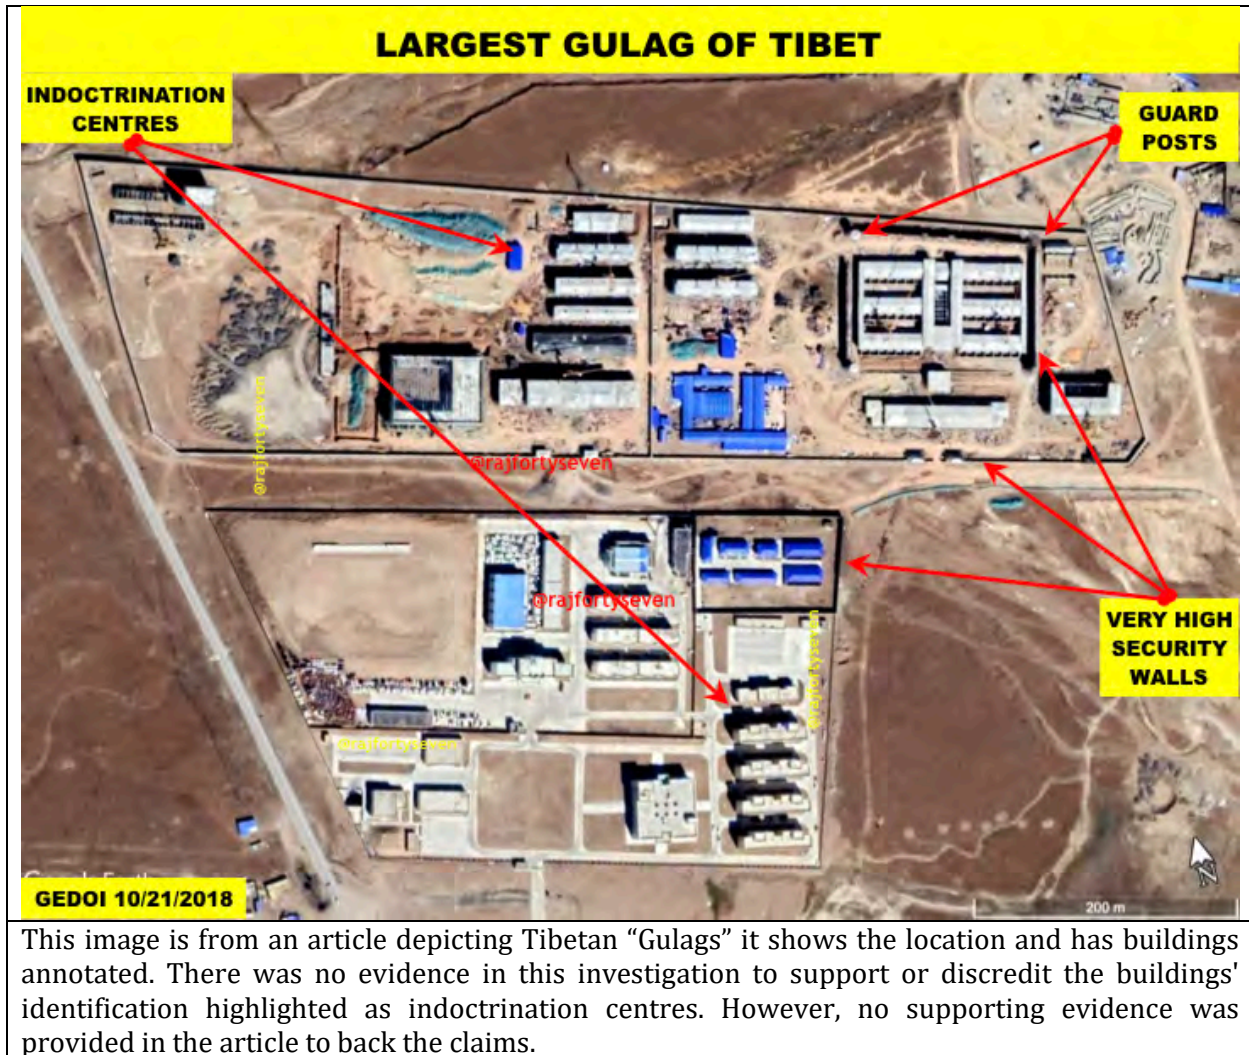 LARGEST GULAG OF TIBET
INDOCTRINATION
CENTRES
GUARD
POSTS
@rajfortyseven
@rajfortyseven
@rajfortyseven
@rajfortyseven
@rajfortyseven
VERY HIGH
SECURITY
WALLS
GEDOI 10/21/2018
N
200 m
This image is from an article depicting Tibetan “Gulags” it shows the location and has buildings
annotated. There was no evidence in this investigation to support or discredit the buildings'
identification highlighted as indoctrination centres. However, no supporting evidence was
provided in the article to back the claims.